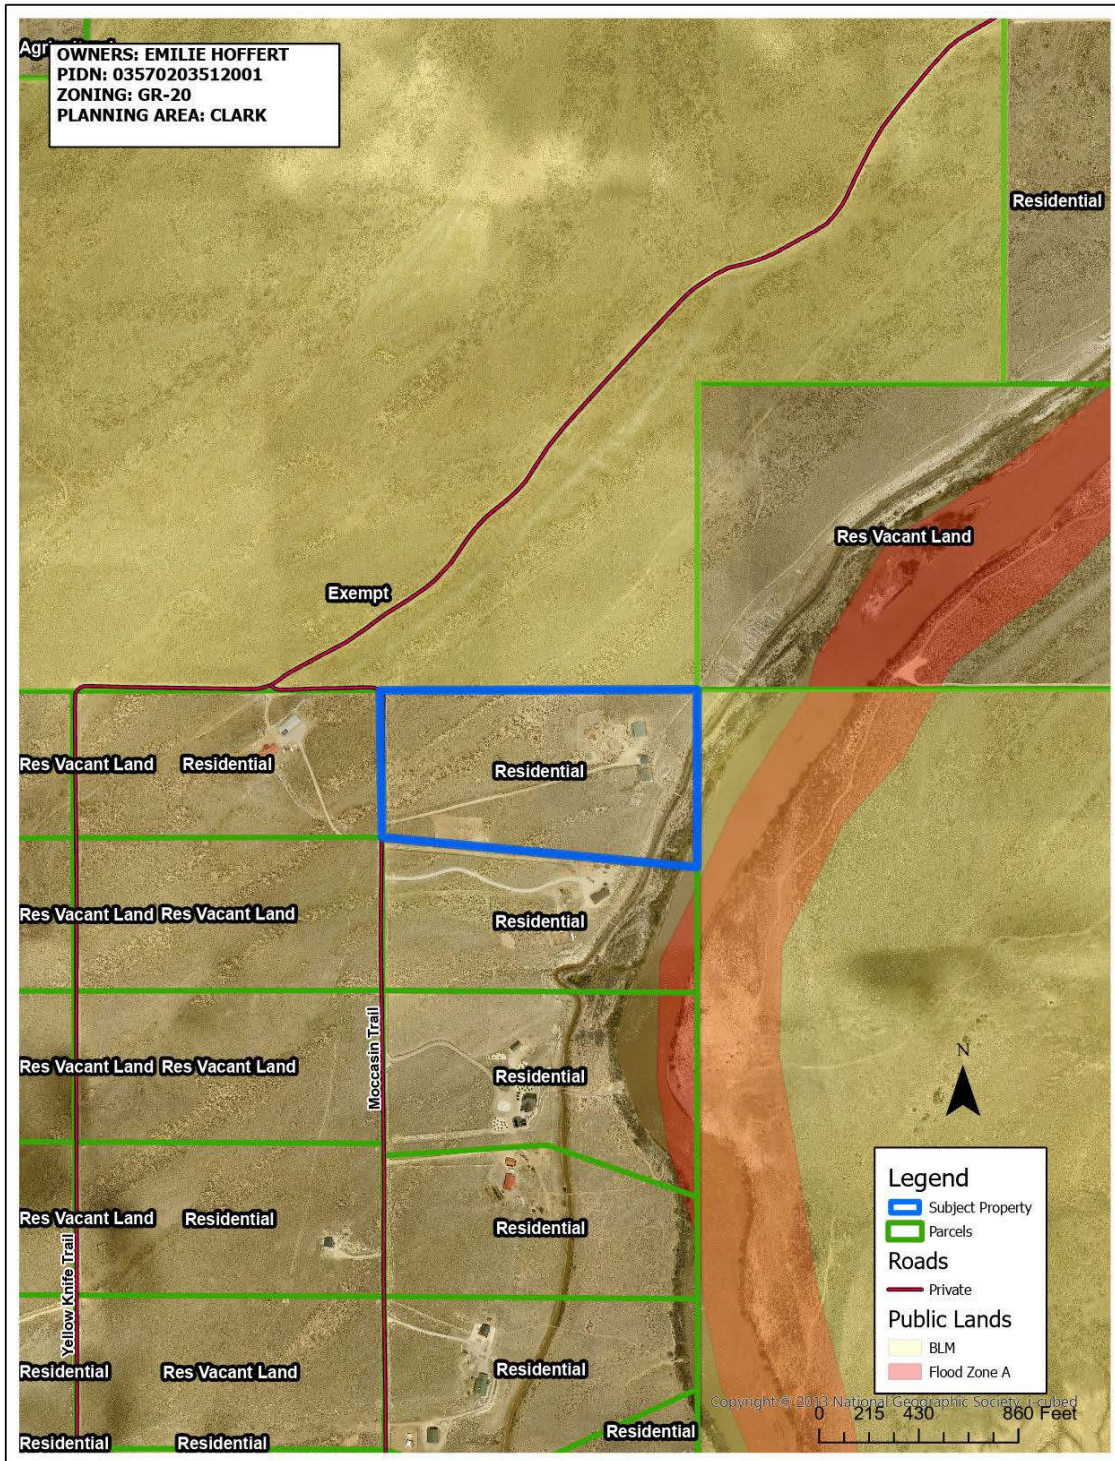 Agricultural
OWNERS: EMILIE HOFFERT
PIDN: 03570203512001
ZONING: GR-20
PLANNING AREA: CLARK
Residential
Res Vacant Land
Exempt
Res Vacant Land
Residential
Residential
Res Vacant Land
Res Vacant Land
Residential
Moccasin Trail
Res Vacant Land
Res Vacant Land
Residential
N
Res Vacant Land
Residential
Residential
Yellow Knife Trail
Residential
Res Vacant Land
Residential
Residential
Residential
Residential
Legend
Subject Property
Parcels
Roads
Private
Public Lands
BLM
Flood Zone A
Copyright © 2013 National Geographic Society, i-cubed
0 215 430 860 Feet